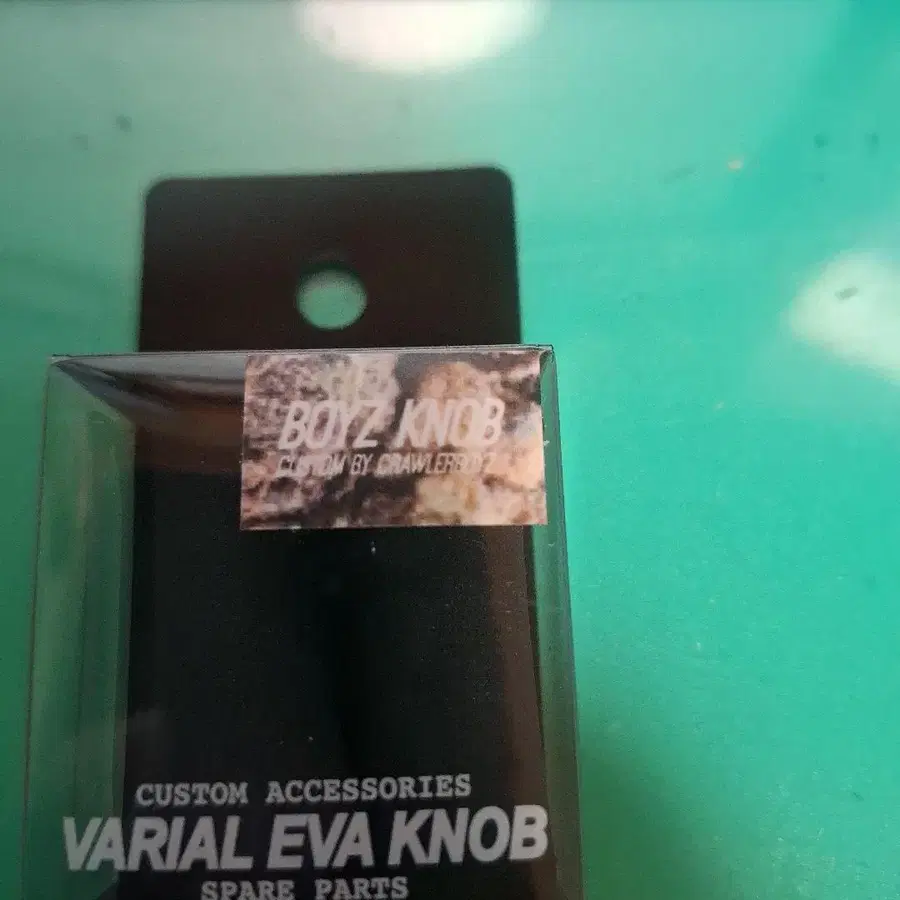 BOYZ KNOB
CUSTOM BY CRAWLERBOYZ
CUSTOM ACCESSORIES
VARIAL EVA KNOB
SPARE PARTS